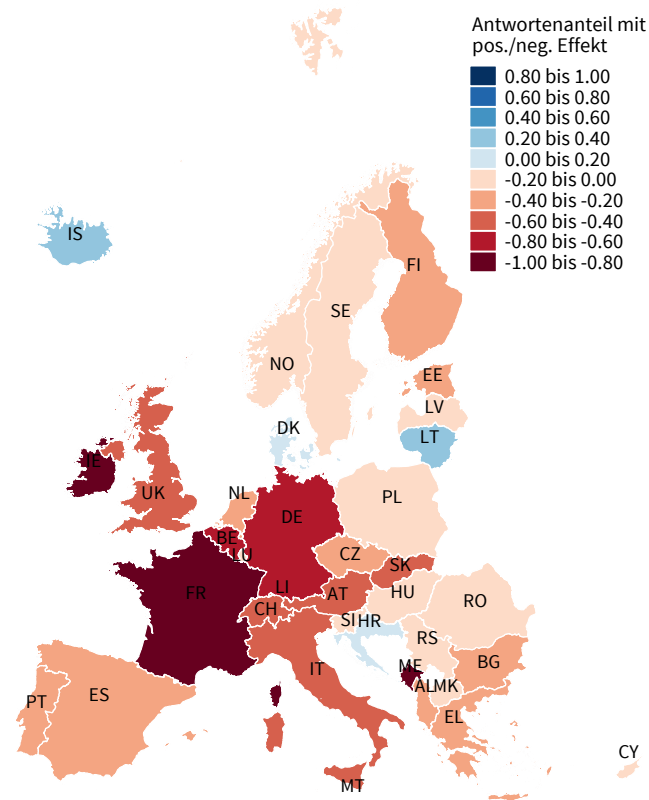 Antwortenanteil mit
pos./neg. Effekt
0.80 bis 1.00
0.60 bis 0.80
0.40 bis 0.60
0.20 bis 0.40
0.00 bis 0.20
-0.20 bis 0.00
-0.40 bis -0.20
-0.60 bis -0.40
-0.80 bis -0.60
-1.00 bis -0.80
IS
FI
SE
NO
EE
LV
DK
LT
IE
UK
NL
PL
DE
BE
LU
CZ
SK
FR
LI
AT
HU
CH
SI HR
RO
RS
IT
ME
BG
AL MK
PT
ES
EL
CY
MT